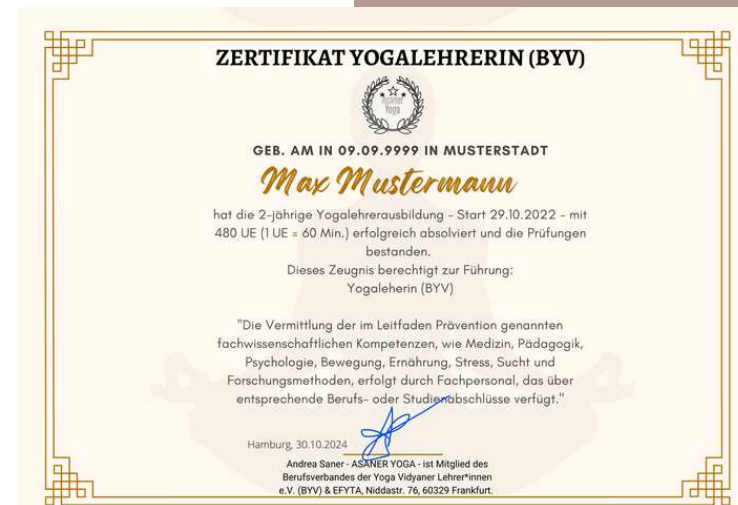 ZERTIFIKAT YOGALEHRERIN (BYV)
Asaner
Yoga
GEB. AM IN 09.09.9999 IN MUSTERSTADT
Max Mustermann
hat die 2-jährige Yogalehrerausbildung - Start 29.10.2022 - mit
480 UE (1 UE = 60 Min.) erfolgreich absolviert und die Prüfungen
bestanden.
Dieses Zeugnis berechtigt zur Führung:
Yogaleherin (BYV)
"Die Vermittlung der im Leitfaden Prävention genannten
fachwissenschaftlichen Kompetenzen, wie Medizin, Pädagogik,
Psychologie, Bewegung, Ernährung, Stress, Sucht und
Forschungsmethoden, erfolgt durch Fachpersonal, das über
entsprechende Berufs- oder Studienabschlüsse verfügt."
Hamburg, 30.10.2024
Andrea Saner - ASANER YOGA - ist Mitglied des
Berufsverbandes der Yoga Vidyaner Lehrer*innen
e.V. (BYV) & EFYTA, Niddastr. 76, 60329 Frankfurt.